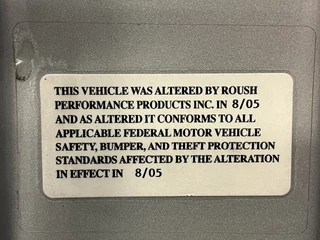 THIS VEHICLE WAS ALTERED BY ROUSH
PERFORMANCE PRODUCTS INC. IN 8/05
AND AS ALTERED IT CONFORMS TO ALL
APPLICABLE FEDERAL MOTOR VEHICLE
SAFETY, BUMPER, AND THEFT PROTECTION
STANDARDS AFFECTED BY THE ALTERATION
IN EFFECT IN 8/05